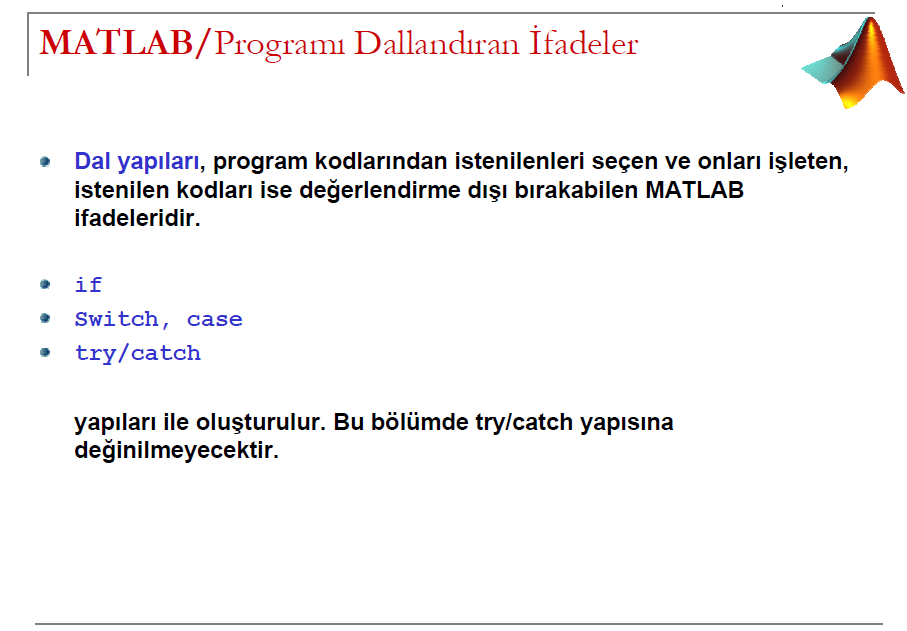 MATLAB/Programı Dallandıran İfadeler
Dal yapıları, program kodlarından istenilenleri seçen ve onları işleten,
istenilen kodları ise değerlendirme dışı bırakabilen MATLAB
ifadeleridir.
if
Switch, case
try/catch
yapıları ile oluşturulur. Bu bölümde try/catch yapısına
değinilmeyecektir.